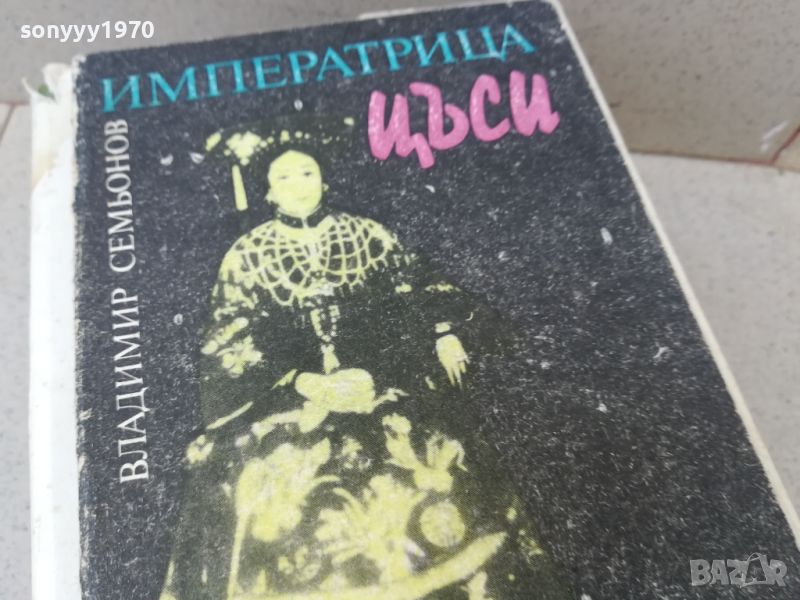 sonyyy1970
ИМПЕРАТРИЦА
ЦЪСИ
ВЛАДИМИР СЕМЬОНОВ
BAZAR